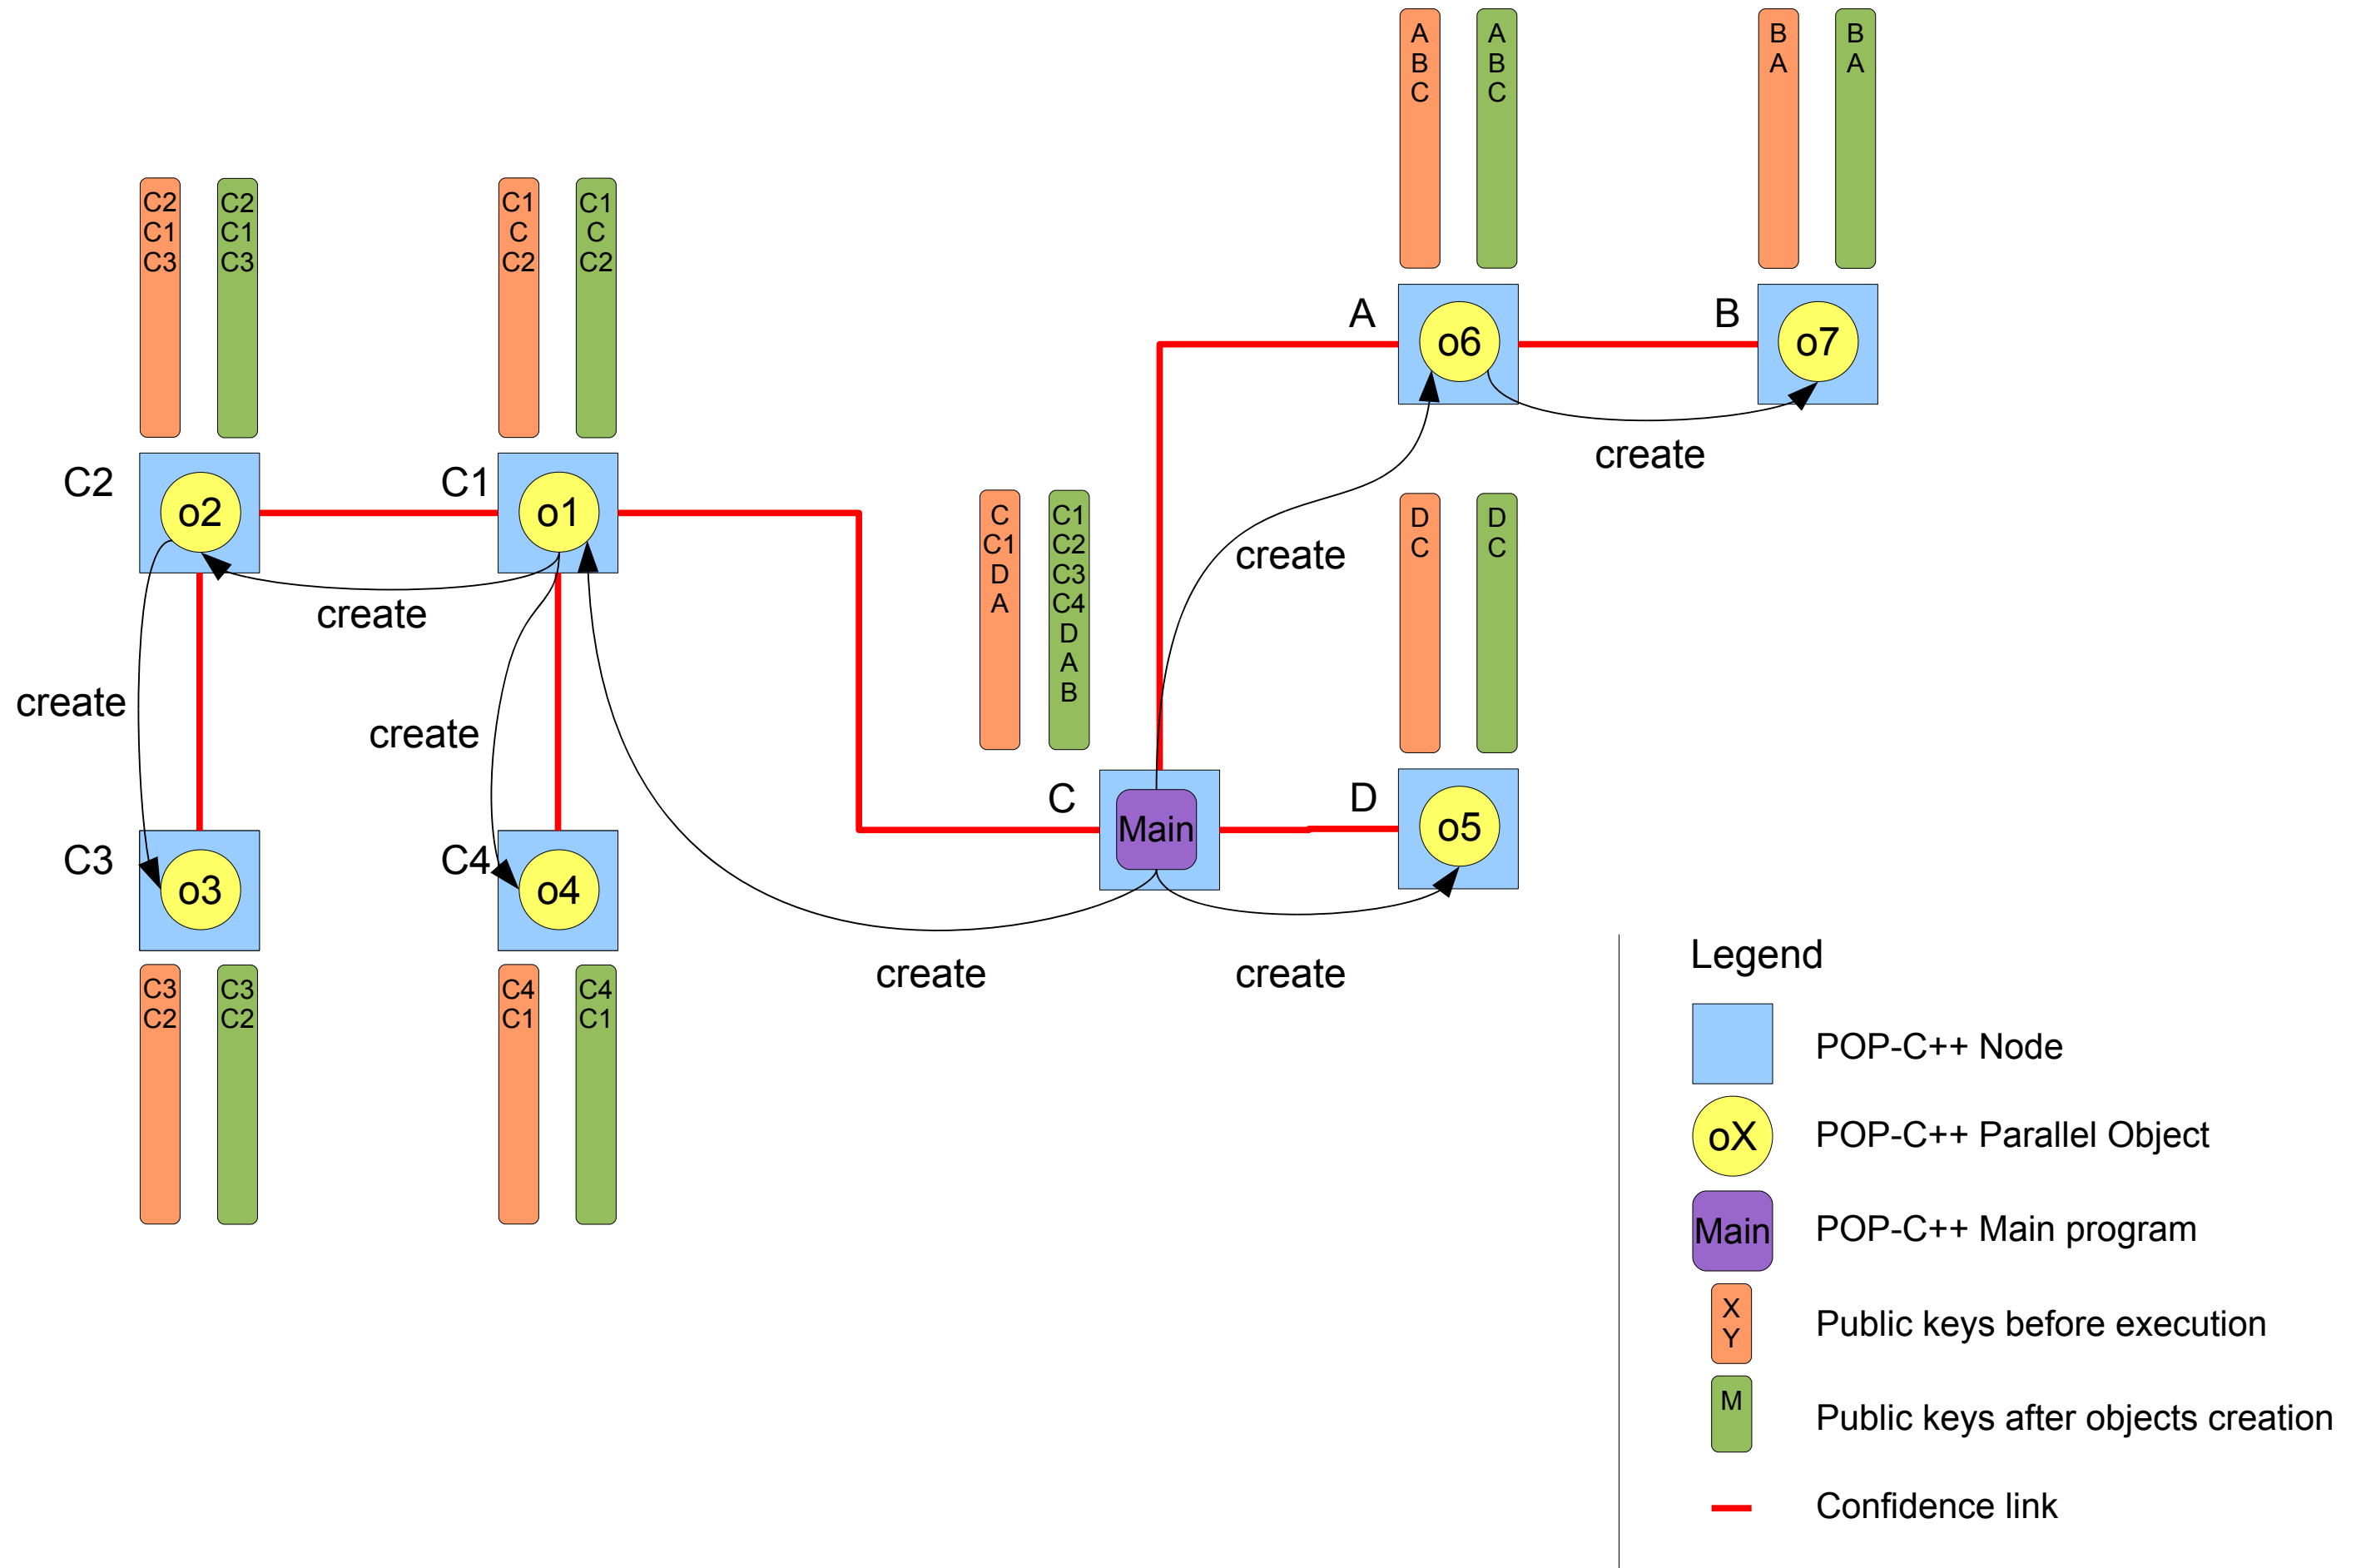 A
B
C
A
B
C
B
A
B
A
C2
C1
C3
C2
C1
C3
C1
C
C2
C1
C
C2
A
o6
B
o7
create
C2
o2
C1
o1
create
C
C1
D
A
C1
C2
C3
C4
D
A
B
create
D
C
D
C
create
create
C3
o3
C4
o4
C
Main
D
o5
create
create
C3
C2
C3
C2
C4
C1
C4
C1
Legend
POP-C++ Node
oX
POP-C++ Parallel Object
Main
POP-C++ Main program
X
Y
Public keys before execution
M
Public keys after objects creation
Confidence link